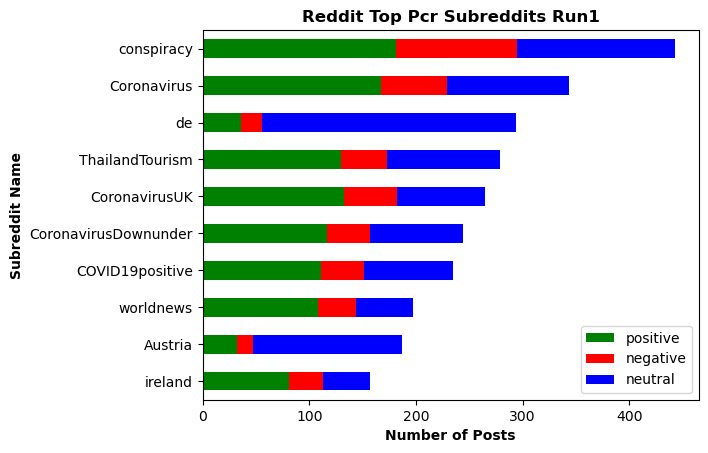 Reddit Top Pcr Subreddits Run1
conspiracy
Coronavirus
de
ThailandTourism
CoronavirusUK
CoronavirusDownunder
COVID19positive
worldnews
Austria
ireland
Subreddit Name
positive
negative
neutral
0 100 200 300 400
Number of Posts